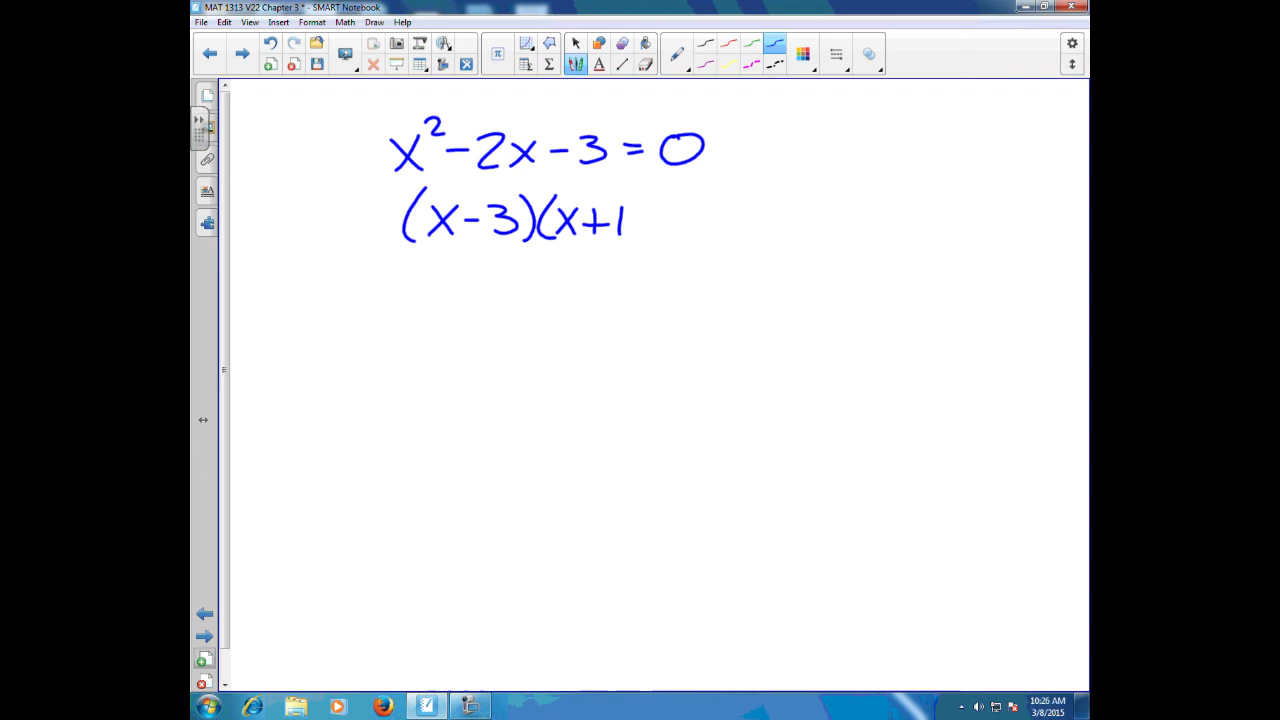 MAT 1313 V22 Chapter 3 * - SMART Notebook
File Edit View Insert Format Math Draw Help
x² - 2x - 3 = 0
(x - 3)(x + 1
10:26 AM
3/8/2015